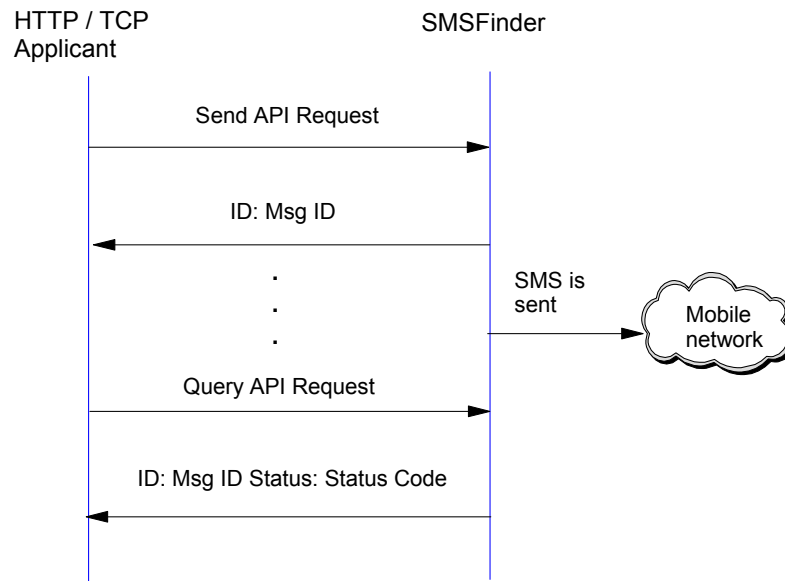 HTTP / TCP
Applicant
SMSFinder
Send API Request
ID: Msg ID
.
.
.
SMS is
sent
Mobile
network
Query API Request
ID: Msg ID Status: Status Code